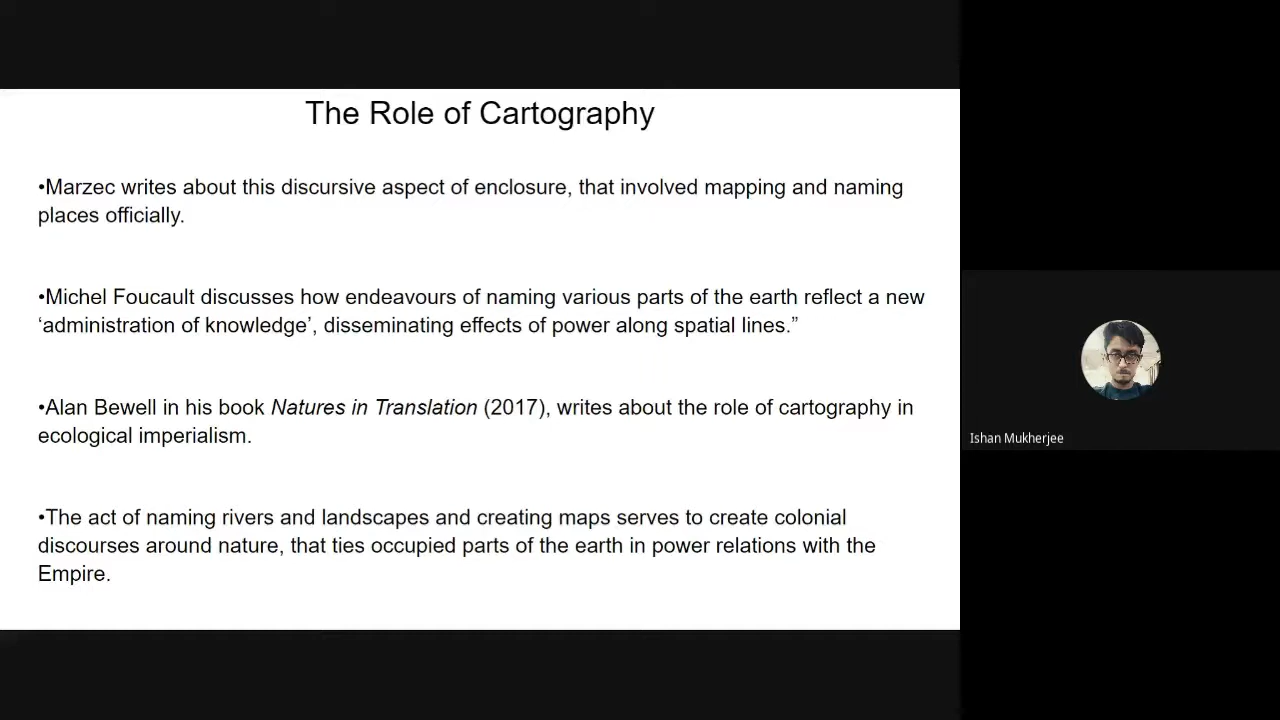 The Role of Cartography
•Marzec writes about this discursive aspect of enclosure, that involved mapping and naming
places officially.
•Michel Foucault discusses how endeavours of naming various parts of the earth reflect a new
‘administration of knowledge’, disseminating effects of power along spatial lines.”
•Alan Bewell in his book Natures in Translation (2017), writes about the role of cartography in
ecological imperialism.
•The act of naming rivers and landscapes and creating maps serves to create colonial
discourses around nature, that ties occupied parts of the earth in power relations with the
Empire.
Ishan Mukherjee